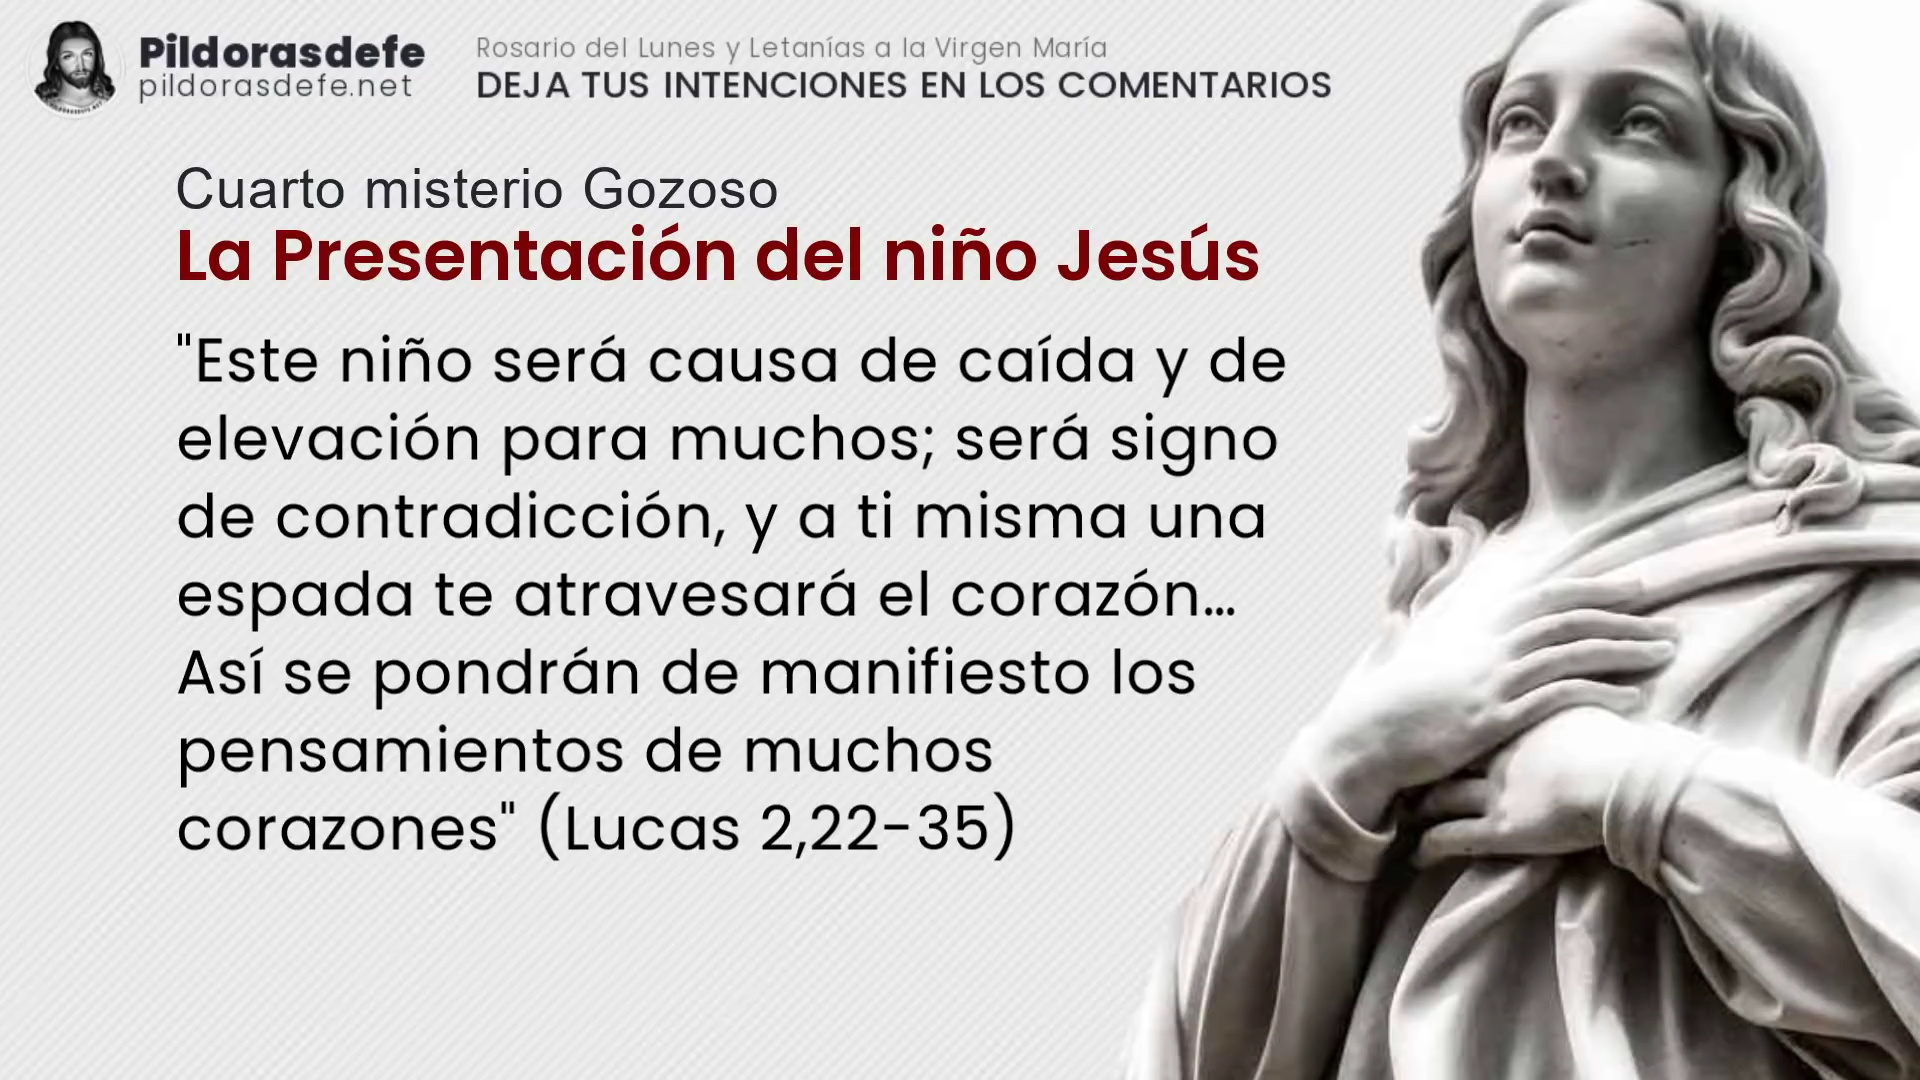 Pildorasdefe
pildorasdefe.net
Rosario del Lunes y Letanías a la Virgen María
DEJA TUS INTENCIONES EN LOS COMENTARIOS
Cuarto misterio Gozoso
La Presentación del niño Jesús
"Este niño será causa de caída y de
elevación para muchos; será signo
de contradicción, y a ti misma una
espada te atravesará el corazón...
Así se pondrán de manifiesto los
pensamientos de muchos
corazones" (Lucas 2,22-35)